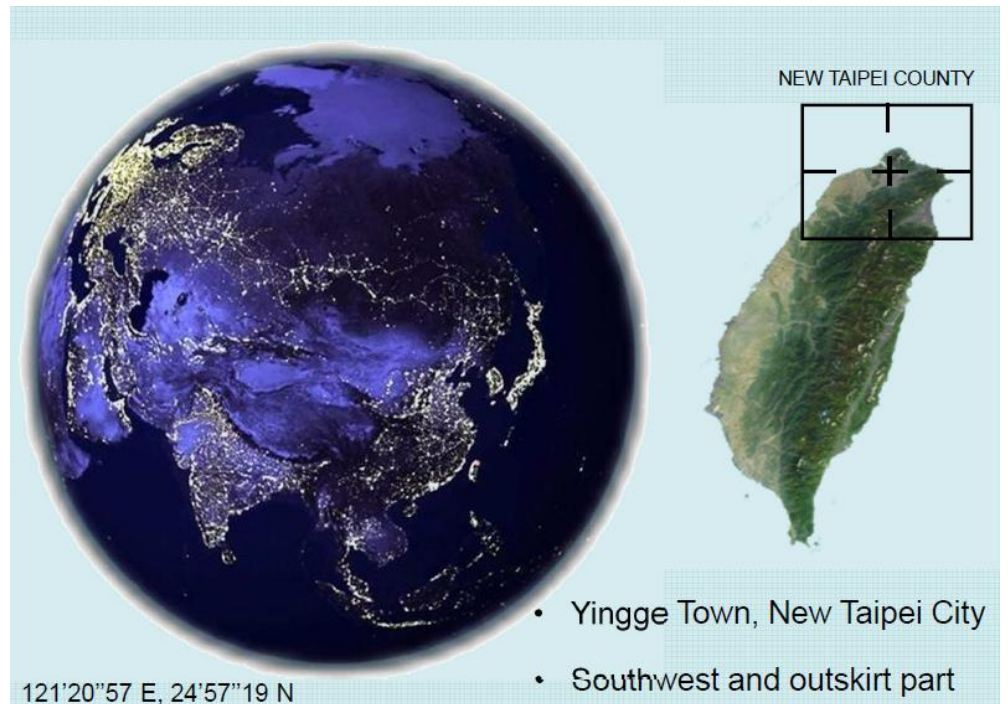 NEW TAIPEI COUNTY
• Yingge Town, New Taipei City
• Southwest and outskirt part
121'20"57 E, 24'57"19 N